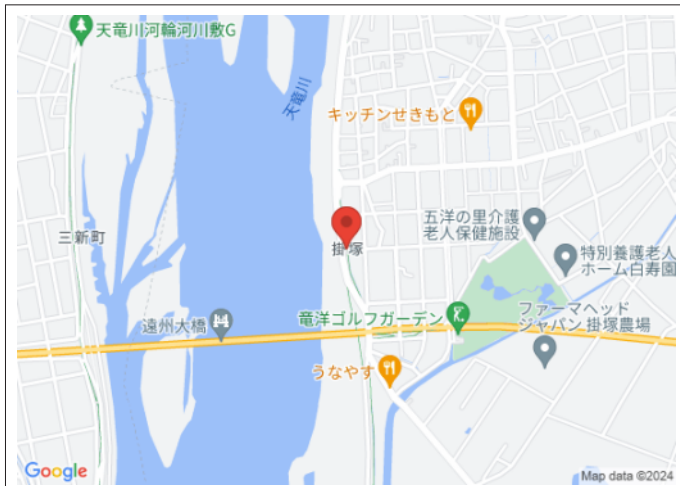 天竜川河輪河川敷G
天竜川
キッチンせきもと
三新町
掛塚
五洋の里介護
老人保健施設
特別養護老人
ホーム白寿園
遠州大橋
竜洋ゴルフガーデン
ファーマヘッド
ジャパン 掛塚農場
うなやす
Google
Map data ©2024